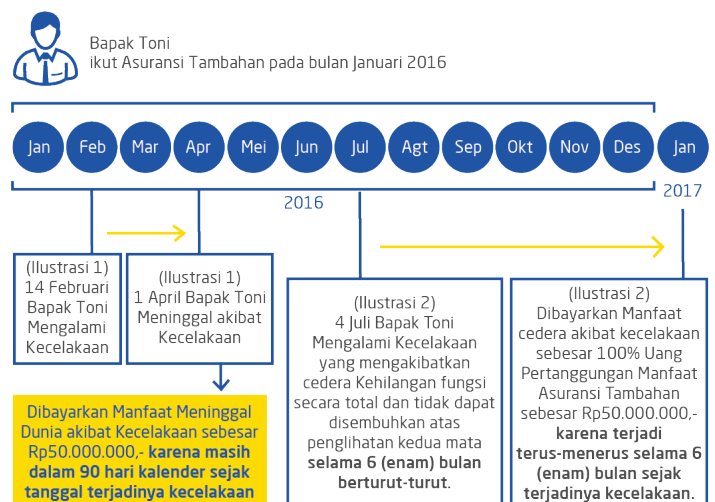 Bapak Toni
ikut Asuransi Tambahan pada bulan Januari 2016
Jan Feb Mar Apr Mei Jun Jul Agt Sep Okt Nov Des Jan
2016
2017
(Ilustrasi 1)
14 Februari
Bapak Toni
Mengalami
Kecelakaan
(Ilustrasi 1)
1 April Bapak Toni
Meninggal akibat
Kecelakaan
Dibayarkan Manfaat Meninggal
Dunia akibat Kecelakaan sebesar
Rp50.000.000,- karena masih
dalam 90 hari kalender sejak
tanggal terjadinya kecelakaan
(Ilustrasi 2)
4 Juli Bapak Toni
Mengalami Kecelakaan
yang mengakibatkan
cedera Kehilangan fungsi
secara total dan tidak dapat
disembuhkan atas
penglihatan kedua mata
selama 6 (enam) bulan
berturut-turut.
(Ilustrasi 2)
Dibayarkan Manfaat
cedera akibat kecelakaan
sebesar 100% Uang
Pertanggungan Manfaat
Asuransi Tambahan
sebesar Rp50.000.000,-
karena terjadi
terus-menerus selama 6
(enam) bulan sejak
terjadinya kecelakaan.